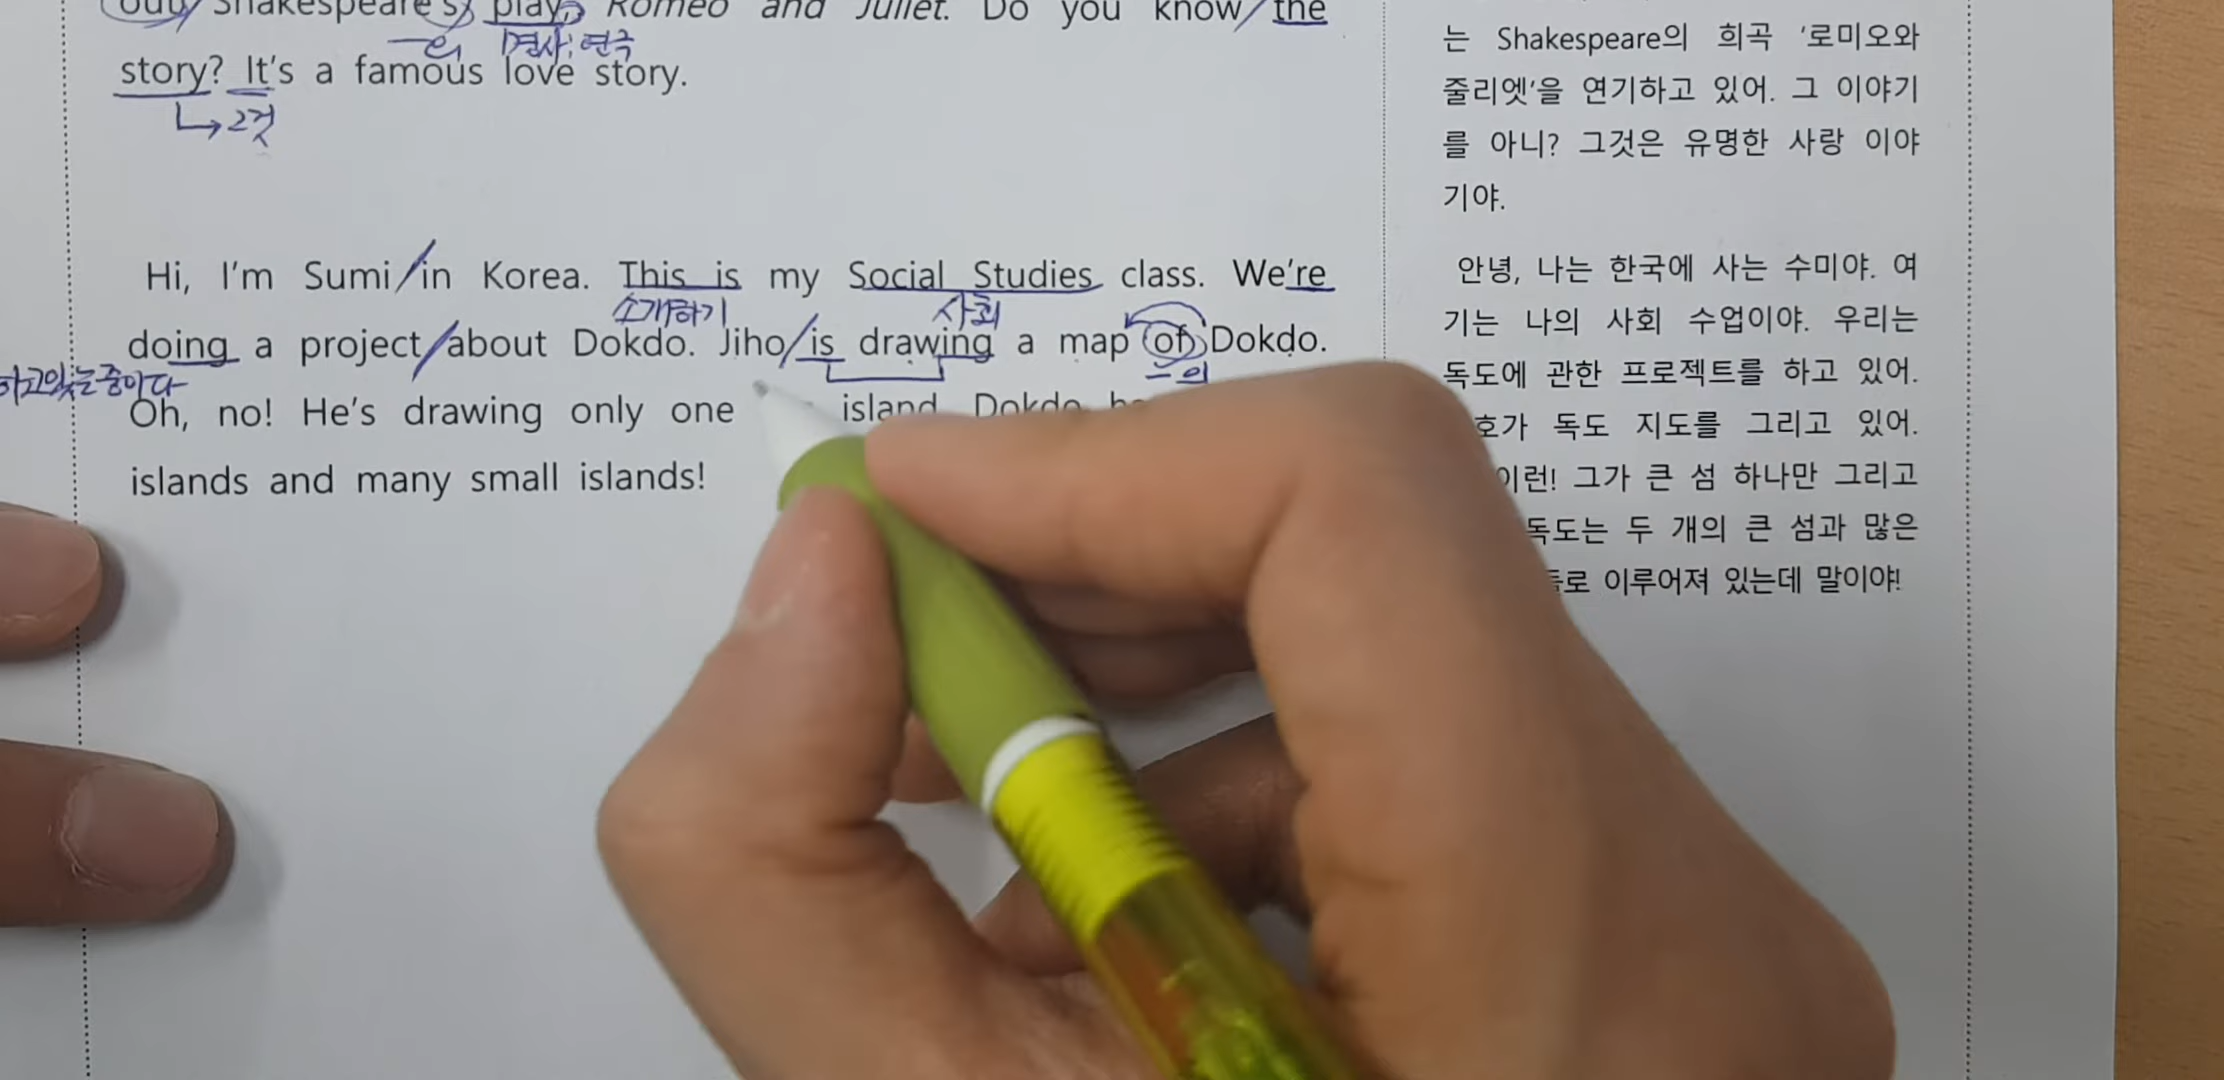 Shakespeare's play, Romeo and Juliet. Do you know the
의 명사:연극
story? It's a famous love story.
그것
Hi, I'm Sumi in Korea. This is my Social Studies class. We're
소개하기 사회
doing a project about Dokdo. Jiho is drawing a map of Dokdo.
하고있는중이다 ~의
Oh, no! He's drawing only one island. Dokdo
islands and many small islands!
는 Shakespeare의 희곡 '로미오와
줄리엣'을 연기하고 있어. 그 이야기
를 아니? 그것은 유명한 사랑 이야
기야.
안녕, 나는 한국에 사는 수미야. 여
기는 나의 사회 수업이야. 우리는
독도에 관한 프로젝트를 하고 있어.
호가 독도 지도를 그리고 있어.
이런! 그가 큰 섬 하나만 그리고
독도는 두 개의 큰 섬과 많은
로 이루어져 있는데 말이야!